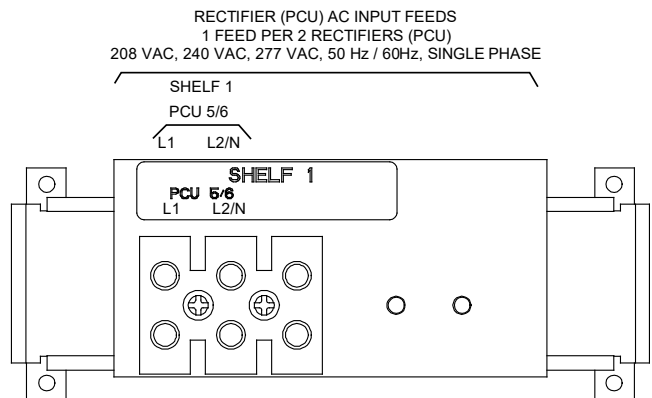 RECTIFIER (PCU) AC INPUT FEEDS
1 FEED PER 2 RECTIFIERS (PCU)
208 VAC, 240 VAC, 277 VAC, 50 Hz / 60Hz, SINGLE PHASE
SHELF 1
PCU 5/6
L1 L2/N
SHELF 1
PCU 5/6
L1 L2/N